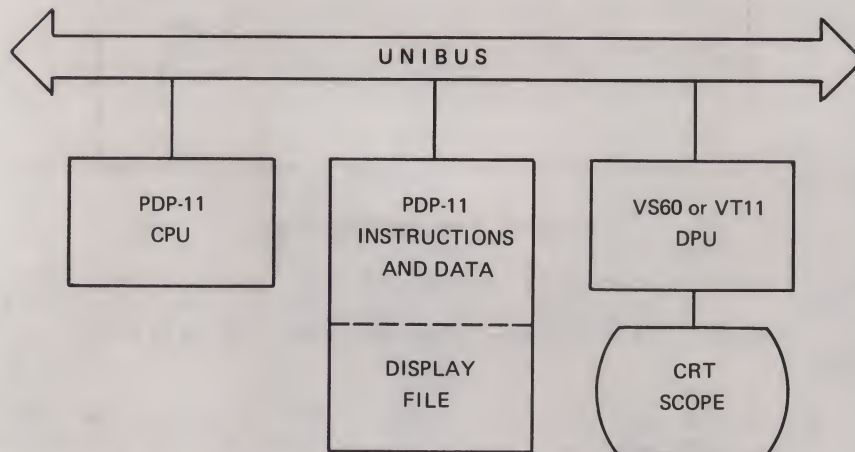 UNIBUS
PDP-11
CPU
PDP-11
INSTRUCTIONS
AND DATA
DISPLAY
FILE
VS60 or VT11
DPU
CRT
SCOPE